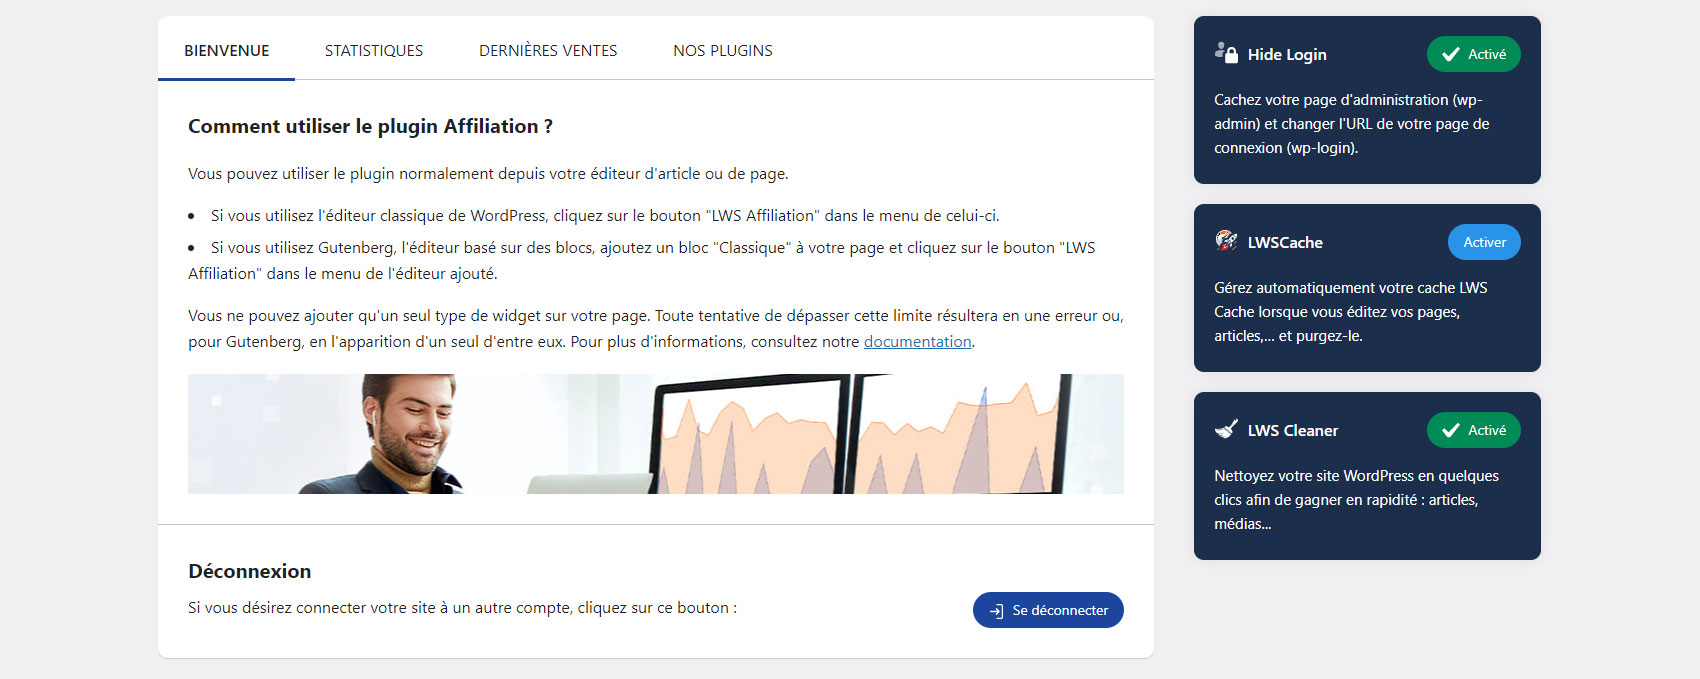 BIENVENUE STATISTIQUES DERNIÈRES VENTES NOS PLUGINS
Comment utiliser le plugin Affiliation ?
Vous pouvez utiliser le plugin normalement depuis votre éditeur d'article ou de page.
• Si vous utilisez l'éditeur classique de WordPress, cliquez sur le bouton "LWS Affiliation" dans le menu de celui-ci.
• Si vous utilisez Gutenberg, l'éditeur basé sur des blocs, ajoutez un bloc "Classique" à votre page et cliquez sur le bouton "LWS
Affiliation" dans le menu de l'éditeur ajouté.
Vous ne pouvez ajouter qu'un seul type de widget sur votre page. Toute tentative de dépasser cette limite résultera en une erreur ou,
pour Gutenberg, en l'apparition d'un seul d'entre eux. Pour plus d'informations, consultez notre documentation.
Déconnexion
Si vous désirez connecter votre site à un autre compte, cliquez sur ce bouton :
Se déconnecter
Hide Login
Activé
Cachez votre page d'administration (wp-
admin) et changer l'URL de votre page de
connexion (wp-login).
LWSCache
Activer
Gérez automatiquement votre cache LWS
Cache lorsque vous éditez vos pages,
articles,... et purgez-le.
LWS Cleaner
Activé
Nettoyez votre site WordPress en quelques
clics afin de gagner en rapidité : articles,
médias...